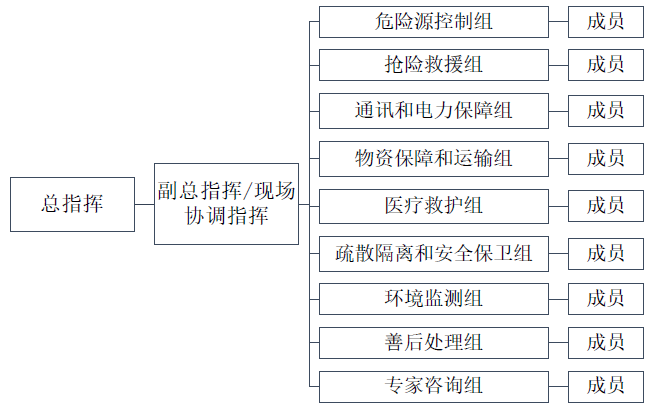 总指挥
副总指挥/现场
协调指挥
危险源控制组
成员
抢险救援组
成员
通讯和电力保障组
成员
物资保障和运输组
成员
医疗救护组
成员
疏散隔离和安全保卫组
成员
环境监测组
成员
善后处理组
成员
专家咨询组
成员